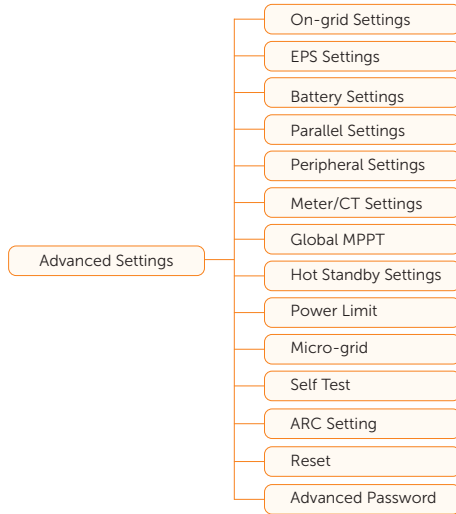 On-grid Settings
EPS Settings
Battery Settings
Parallel Settings
Peripheral Settings
Meter/CT Settings
Advanced Settings
Global MPPT
Hot Standby Settings
Power Limit
Micro-grid
Self Test
ARC Setting
Reset
Advanced Password